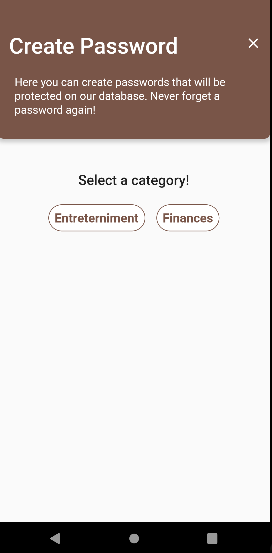 Create Password
Here you can create passwords that will be
protected on our database. Never forget a
password again!
Select a category!
Entreterniment
Finances